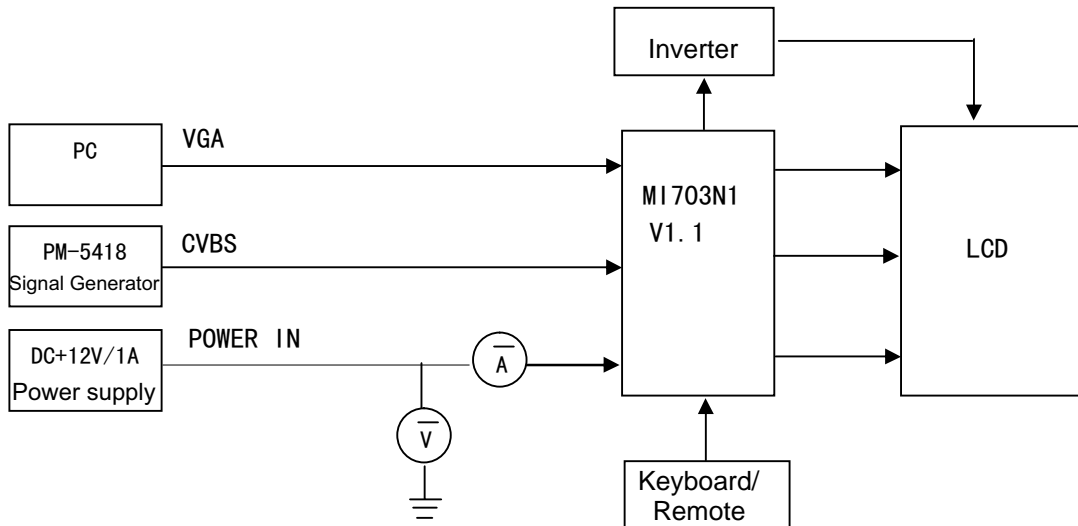 Inverter
PC
VGA
MI703N1
V1.1
PM-5418
Signal Generator
CVBS
LCD
DC+12V/1A
Power supply
POWER IN
A
V
Keyboard/
Remote